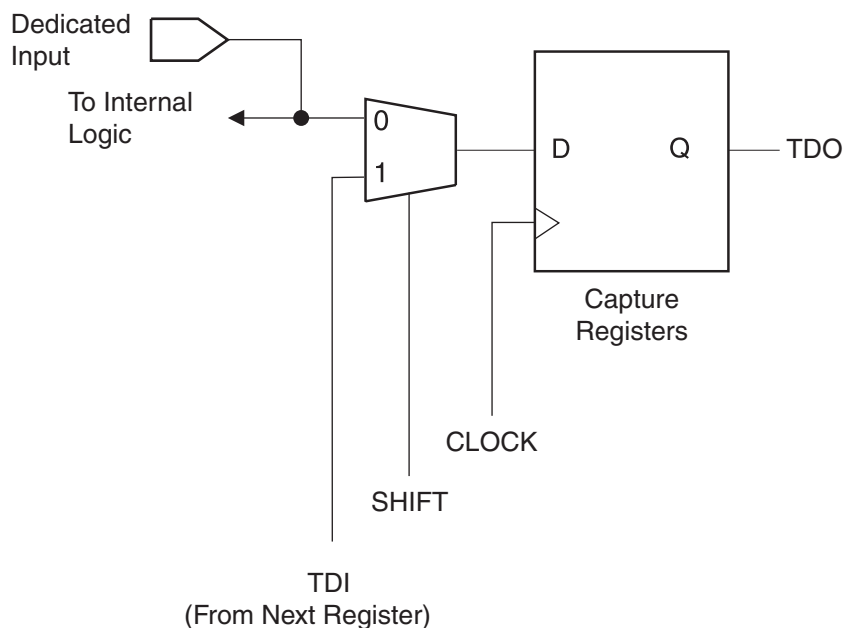 Dedicated
Input
To Internal
Logic
0
1
D
Q
TDO
Capture
Registers
CLOCK
SHIFT
TDI
(From Next Register)